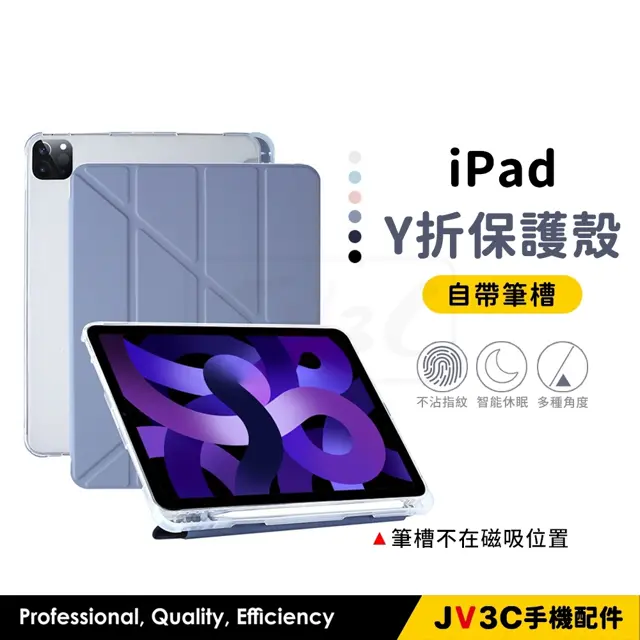 iPad
Y折保護殼
自帶筆槽
不沾指紋 智能休眠 多種角度
▲筆槽不在磁吸位置
Professional, Quality, Efficiency
JV3C手機配件